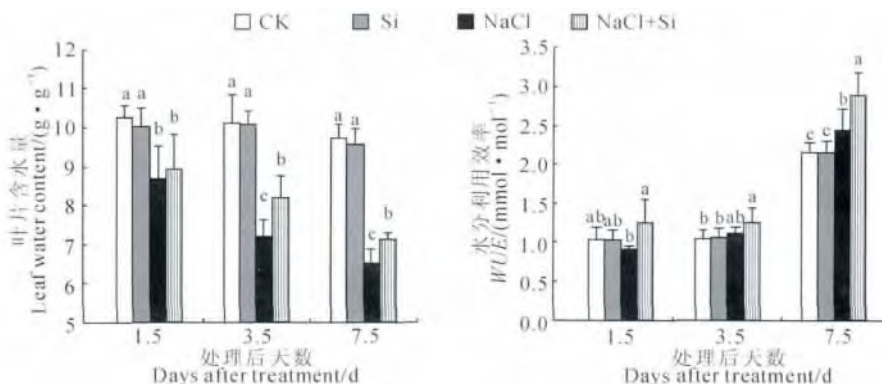 CK Si NaCl NaCl+Si
12
11
10
9
8
7
6
5
叶片含水量/(g·g⁻¹)
Leaf water content/(g·g⁻¹)
a a b b
a a c b
a a c b
1.5 3.5 7.5
处理后天数
Days after treatment/d
3.5
3.0
2.5
2.0
1.5
1.0
0.5
0.0
水分利用效率
WUE/(mmol·mol⁻¹)
ab ab b a
b b ab a
c c b a
1.5 3.5 7.5
处理后天数
Days after treatment/d